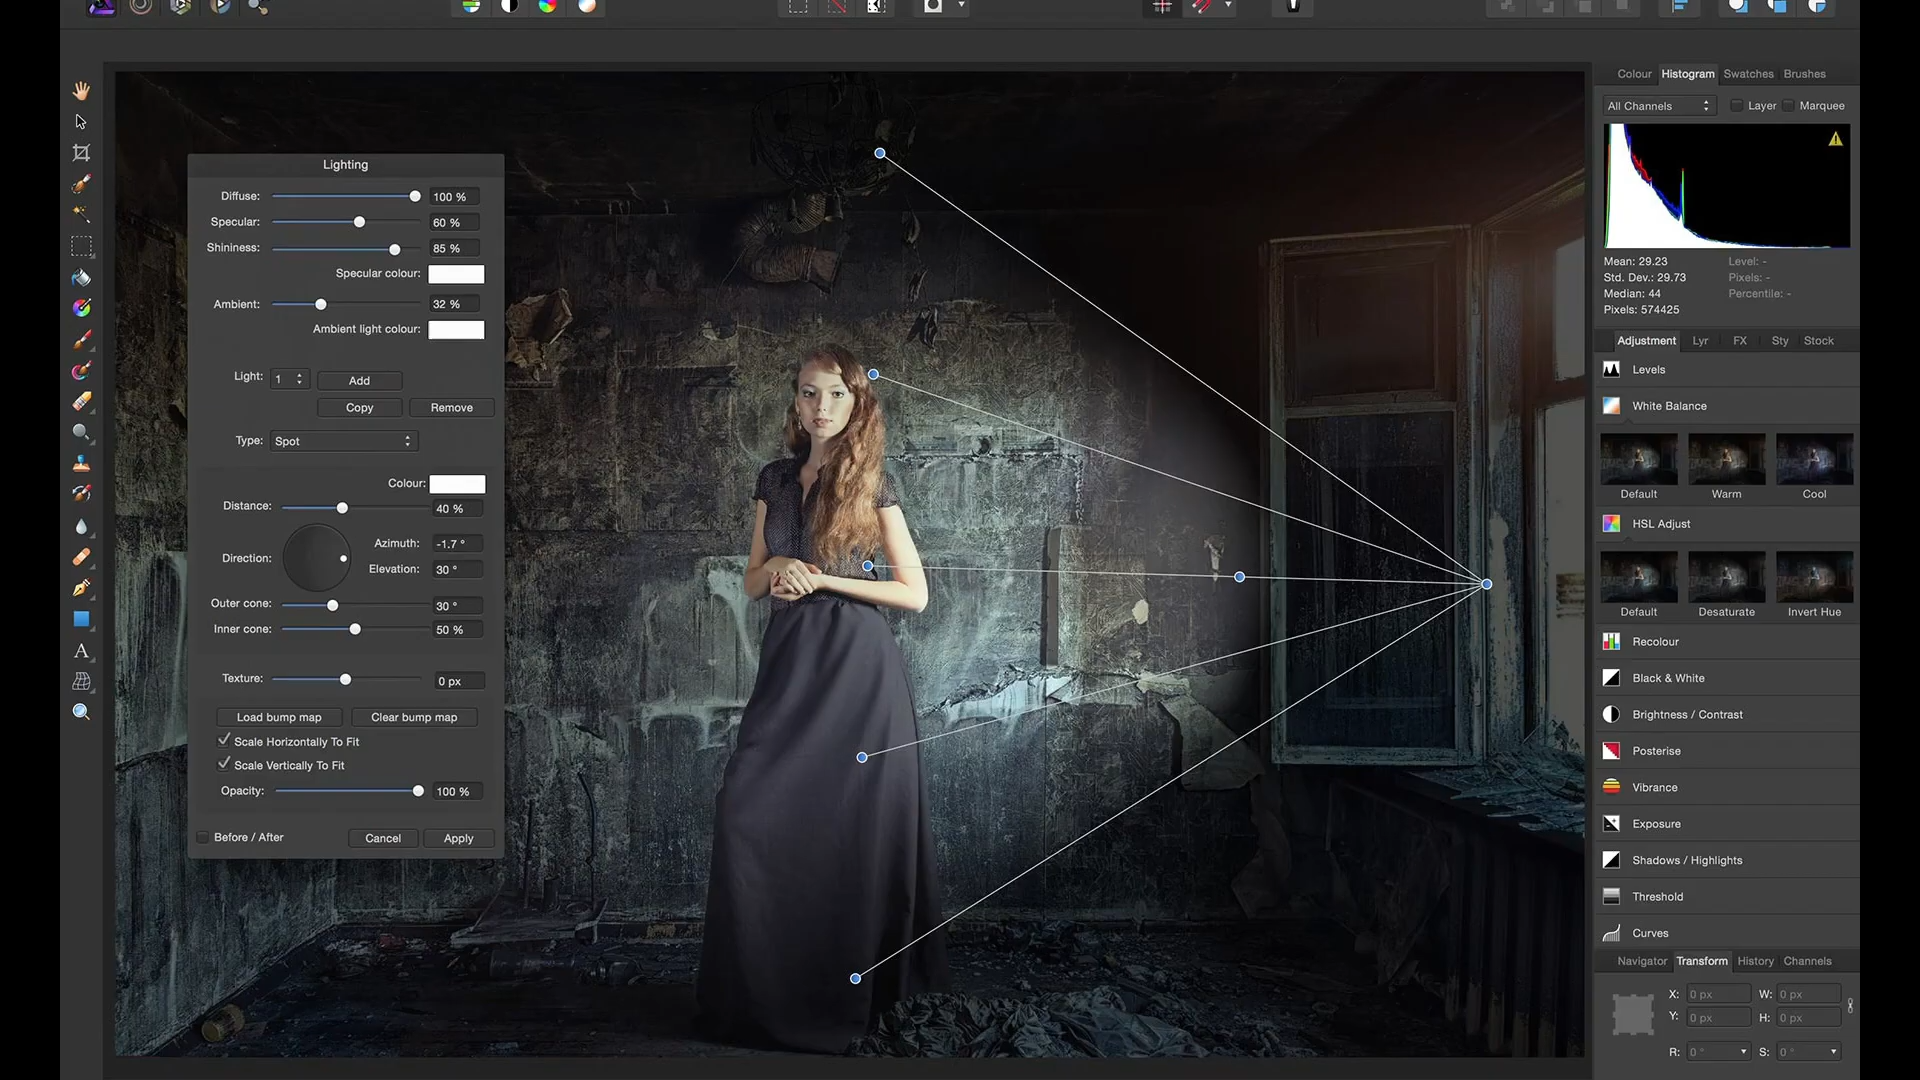 Lighting
Diffuse: 100 %
Specular: 60 %
Shininess: 85 %
Specular colour:
Ambient: 32 %
Ambient light colour:
Light: 1 Add
Copy Remove
Type: Spot
Colour:
Distance: 40 %
Azimuth: -1.7 °
Direction:
Elevation: 30 °
Outer cone: 30 °
Inner cone: 50 %
Texture: 0 px
Load bump map Clear bump map
Scale Horizontally To Fit
Scale Vertically To Fit
Opacity: 100 %
Before / After Cancel Apply
A
Colour Histogram Swatches Brushes
All Channels Layer Marquee
Mean: 29.23 Level: -
Std. Dev.: 29.73 Pixels: -
Median: 44 Percentile: -
Pixels: 574425
Adjustment Lyr FX Sty Stock
Levels
White Balance
Default Warm Cool
HSL Adjust
Default Desaturate Invert Hue
Recolour
Black & White
Brightness / Contrast
Posterise
Vibrance
Exposure
Shadows / Highlights
Threshold
Curves
Navigator Transform History Channels
X: 0 px W: 0 px
Y: 0 px H: 0 px
R: 0 ° S: 0 °